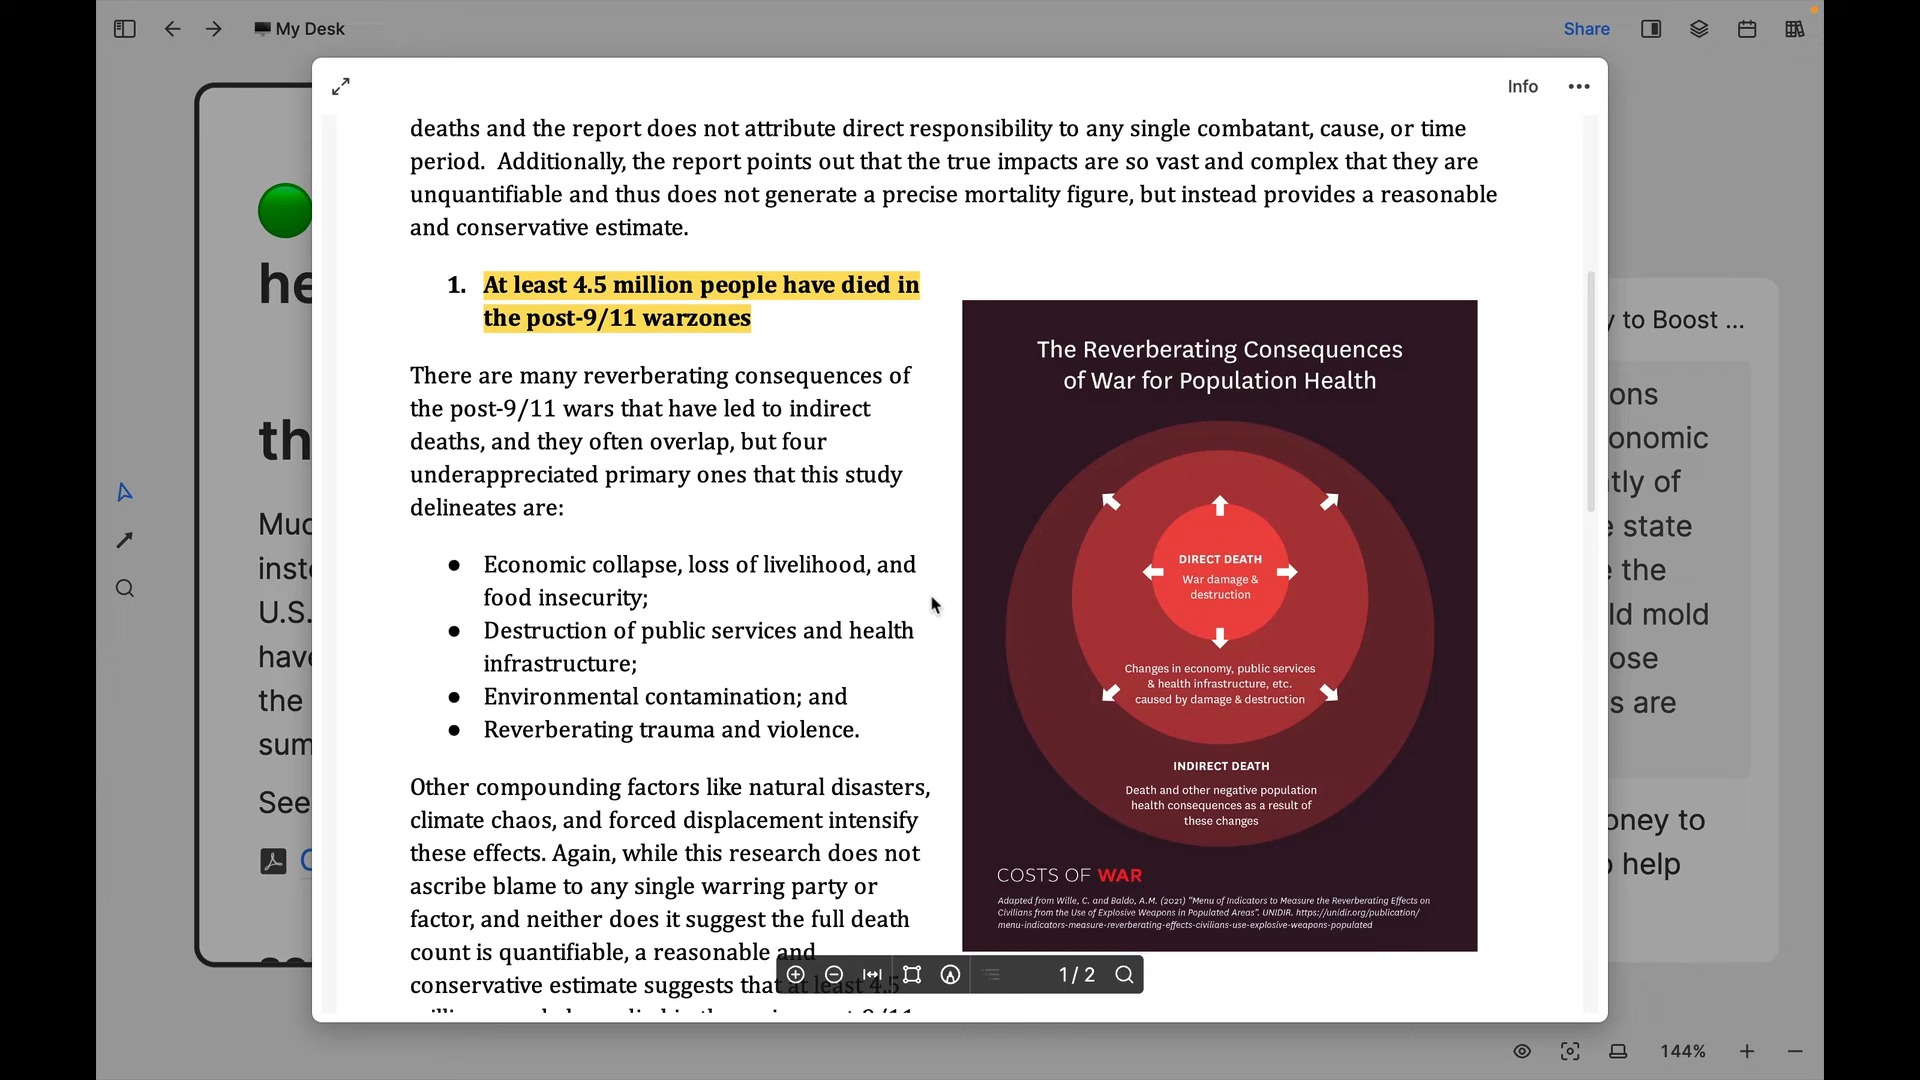 My Desk
Share
Info
deaths and the report does not attribute direct responsibility to any single combatant, cause, or time
period.  Additionally, the report points out that the true impacts are so vast and complex that they are
unquantifiable and thus does not generate a precise mortality figure, but instead provides a reasonable
and conservative estimate.
1. At least 4.5 million people have died in
the post-9/11 warzones
There are many reverberating consequences of
the post-9/11 wars that have led to indirect
deaths, and they often overlap, but four
underappreciated primary ones that this study
delineates are:
● Economic collapse, loss of livelihood, and
food insecurity;
● Destruction of public services and health
infrastructure;
● Environmental contamination; and
● Reverberating trauma and violence.
Other compounding factors like natural disasters,
climate chaos, and forced displacement intensify
these effects. Again, while this research does not
ascribe blame to any single warring party or
factor, and neither does it suggest the full death
count is quantifiable, a reasonable and
conservative estimate suggests that at least 4.5
The Reverberating Consequences
of War for Population Health
DIRECT DEATH
War damage &
destruction
Changes in economy, public services
& health infrastructure, etc.
caused by damage & destruction
INDIRECT DEATH
Death and other negative population
health consequences as a result of
these changes
COSTS OF WAR
Adapted from Wille, C. and Baldo, A.M. (2021) "Menu of Indicators to Measure the Reverberating Effects on
Civilians from the Use of Explosive Weapons in Populated Areas". UNIDIR. https://unidir.org/publication/
menu-indicators-measure-reverberating-effects-civilians-use-explosive-weapons-populated
1 / 2
he
th
U.S.
the
See
y to Boost ...
ons
onomic
tly of
state
the
ld mold
ose
s are
oney to
help
144%